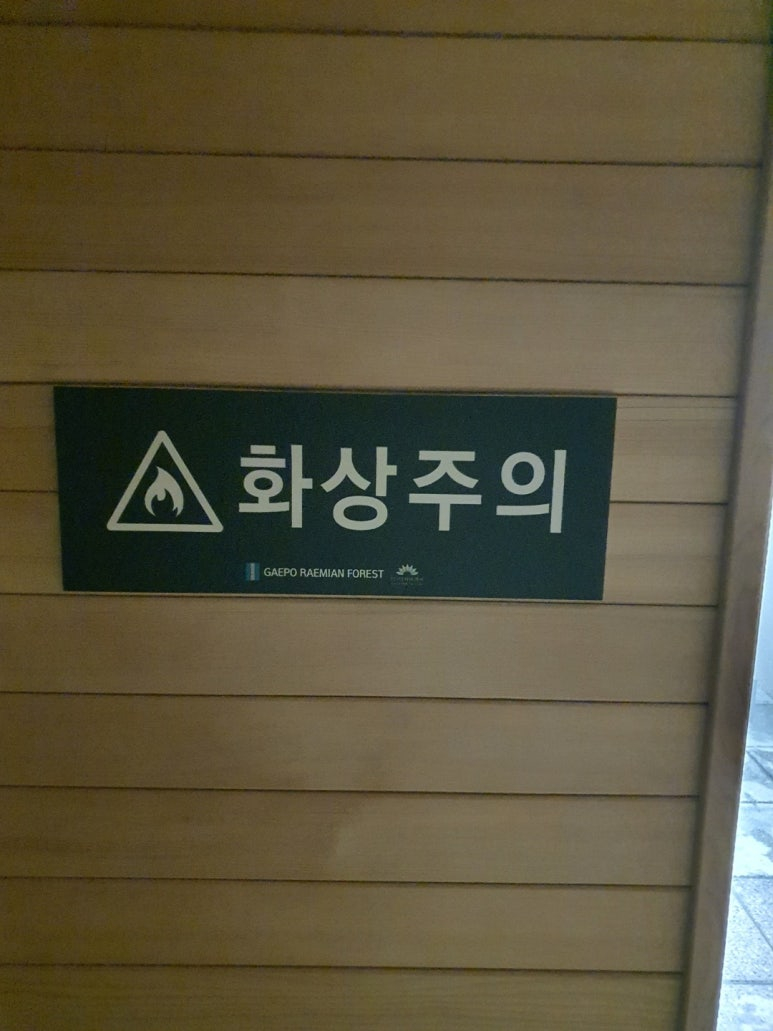 화상주의
GAEPO RAEMIAN FOREST